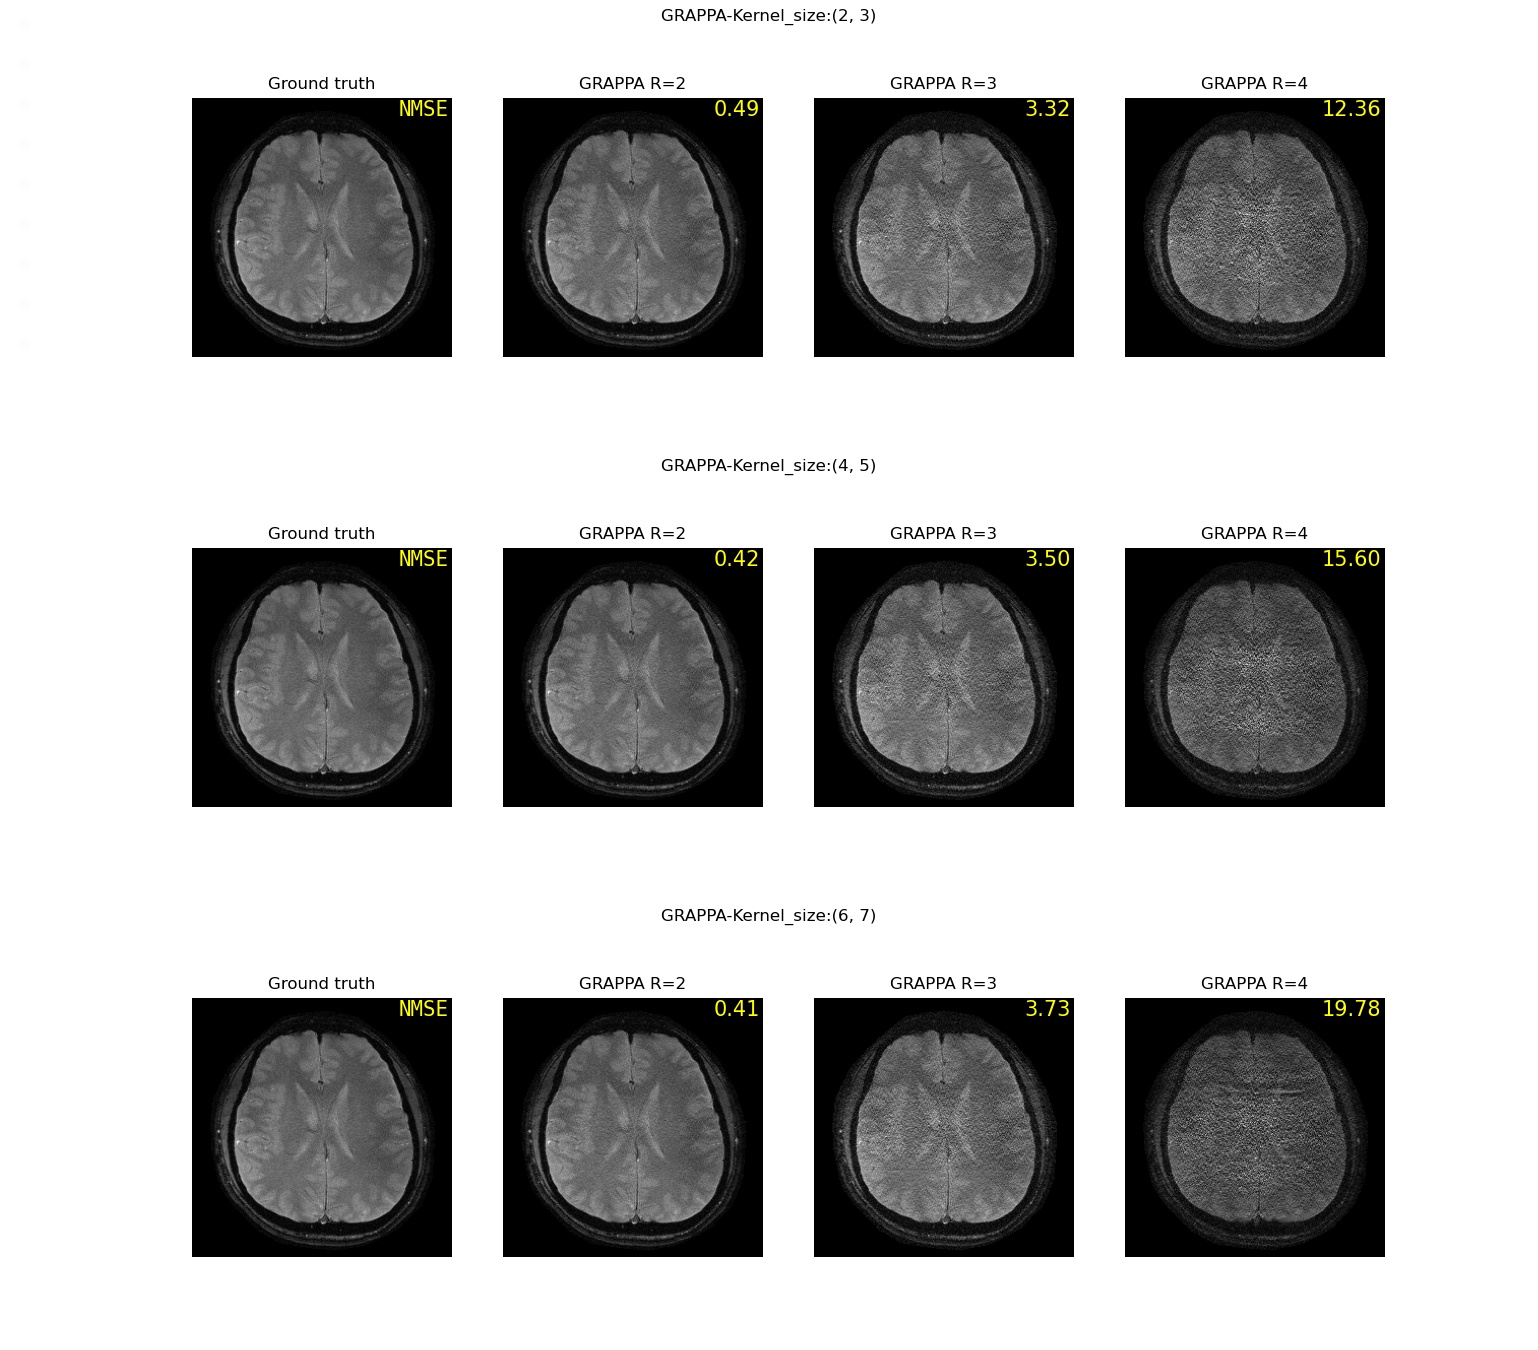 GRAPPA-Kernel_size:(2, 3)
Ground truth
GRAPPA R=2
GRAPPA R=3
GRAPPA R=4
NMSE
0.49
3.32
12.36
GRAPPA-Kernel_size:(4, 5)
Ground truth
GRAPPA R=2
GRAPPA R=3
GRAPPA R=4
NMSE
0.42
3.50
15.60
GRAPPA-Kernel_size:(6, 7)
Ground truth
GRAPPA R=2
GRAPPA R=3
GRAPPA R=4
NMSE
0.41
3.73
19.78